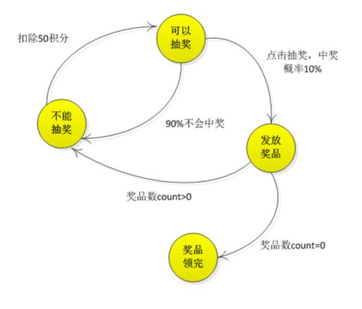 可以
抽奖
扣除50积分
点击抽奖，中奖
概率10%
不能
抽奖
90%不会中奖
发放
奖品
奖品数count>0
奖品
领完
奖品数count=0